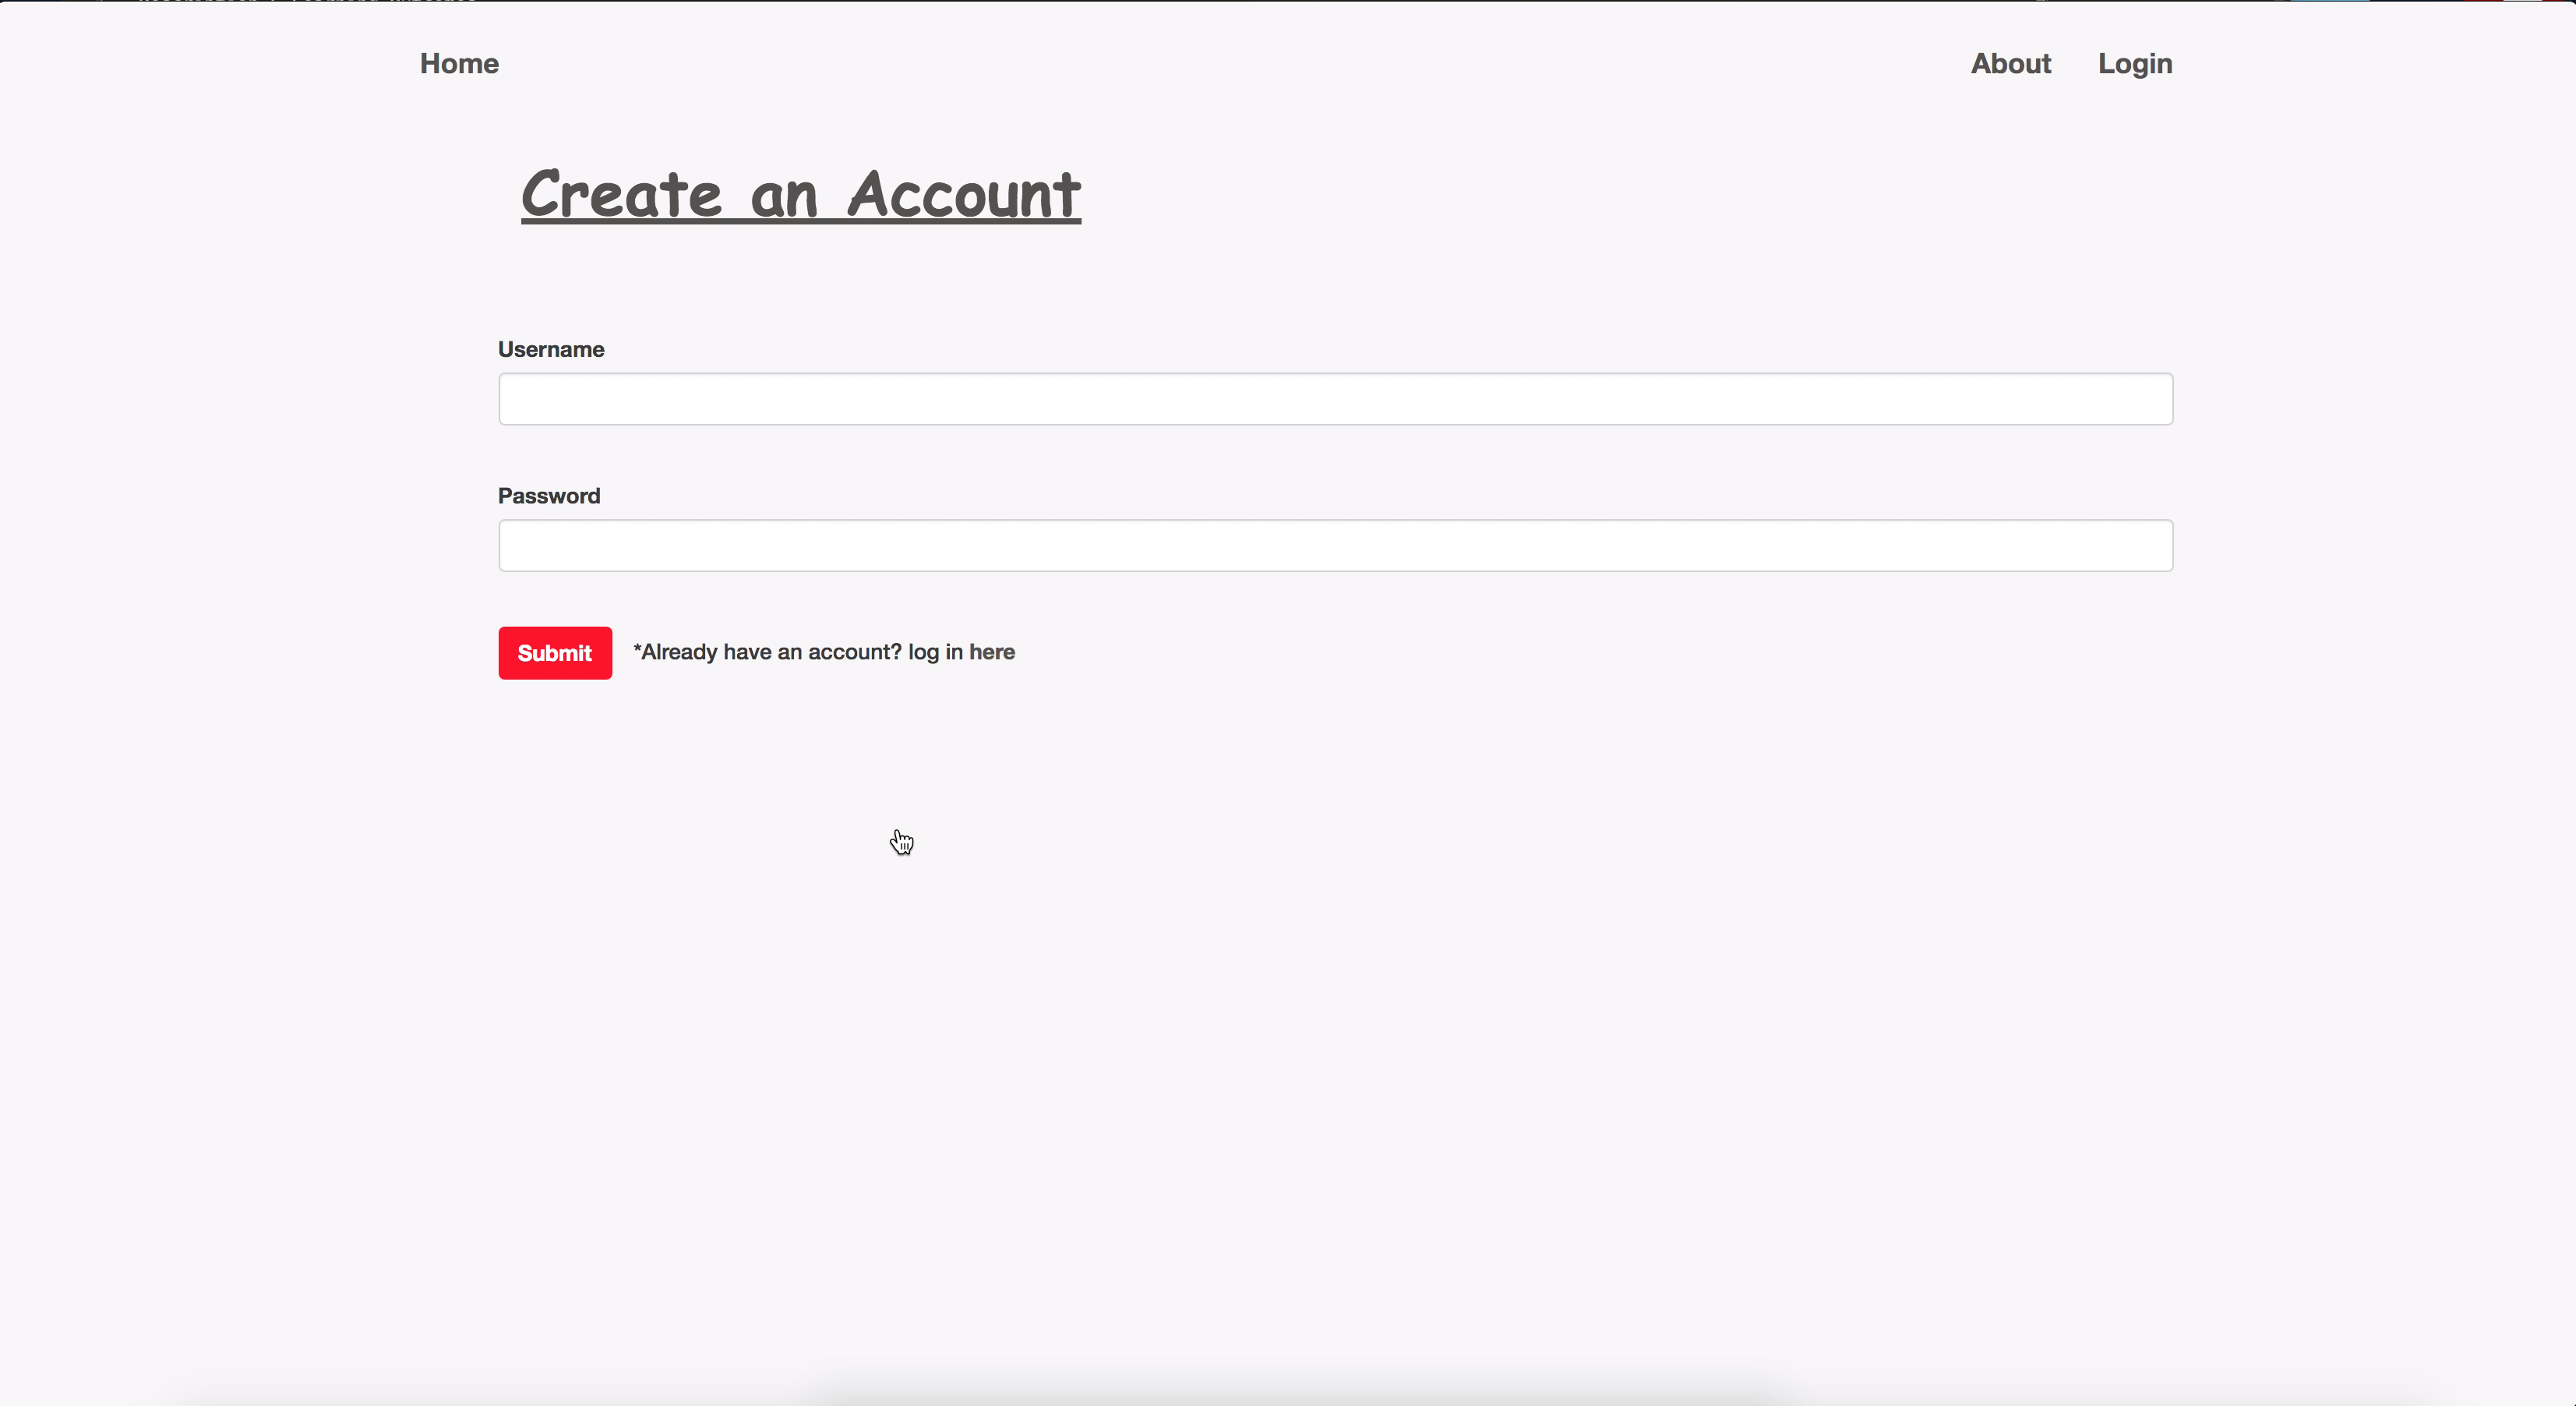 Home About Login
Create an Account
Username
Password
Submit *Already have an account? log in here